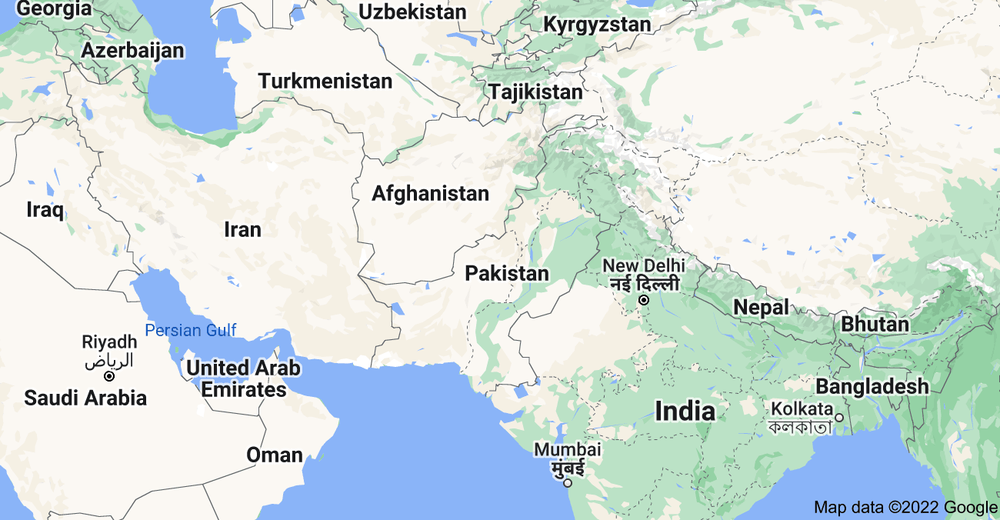 Georgia
Uzbekistan
Kyrgyzstan
Azerbaijan
Turkmenistan
Tajikistan
Afghanistan
Iraq
Iran
Pakistan
New Delhi
नई दिल्ली
Nepal
Bhutan
Persian Gulf
Riyadh
الرياض
United Arab
Emirates
Saudi Arabia
Bangladesh
India
Kolkata
কলকাতা
Oman
Mumbai
मुंबई
Map data ©2022 Google